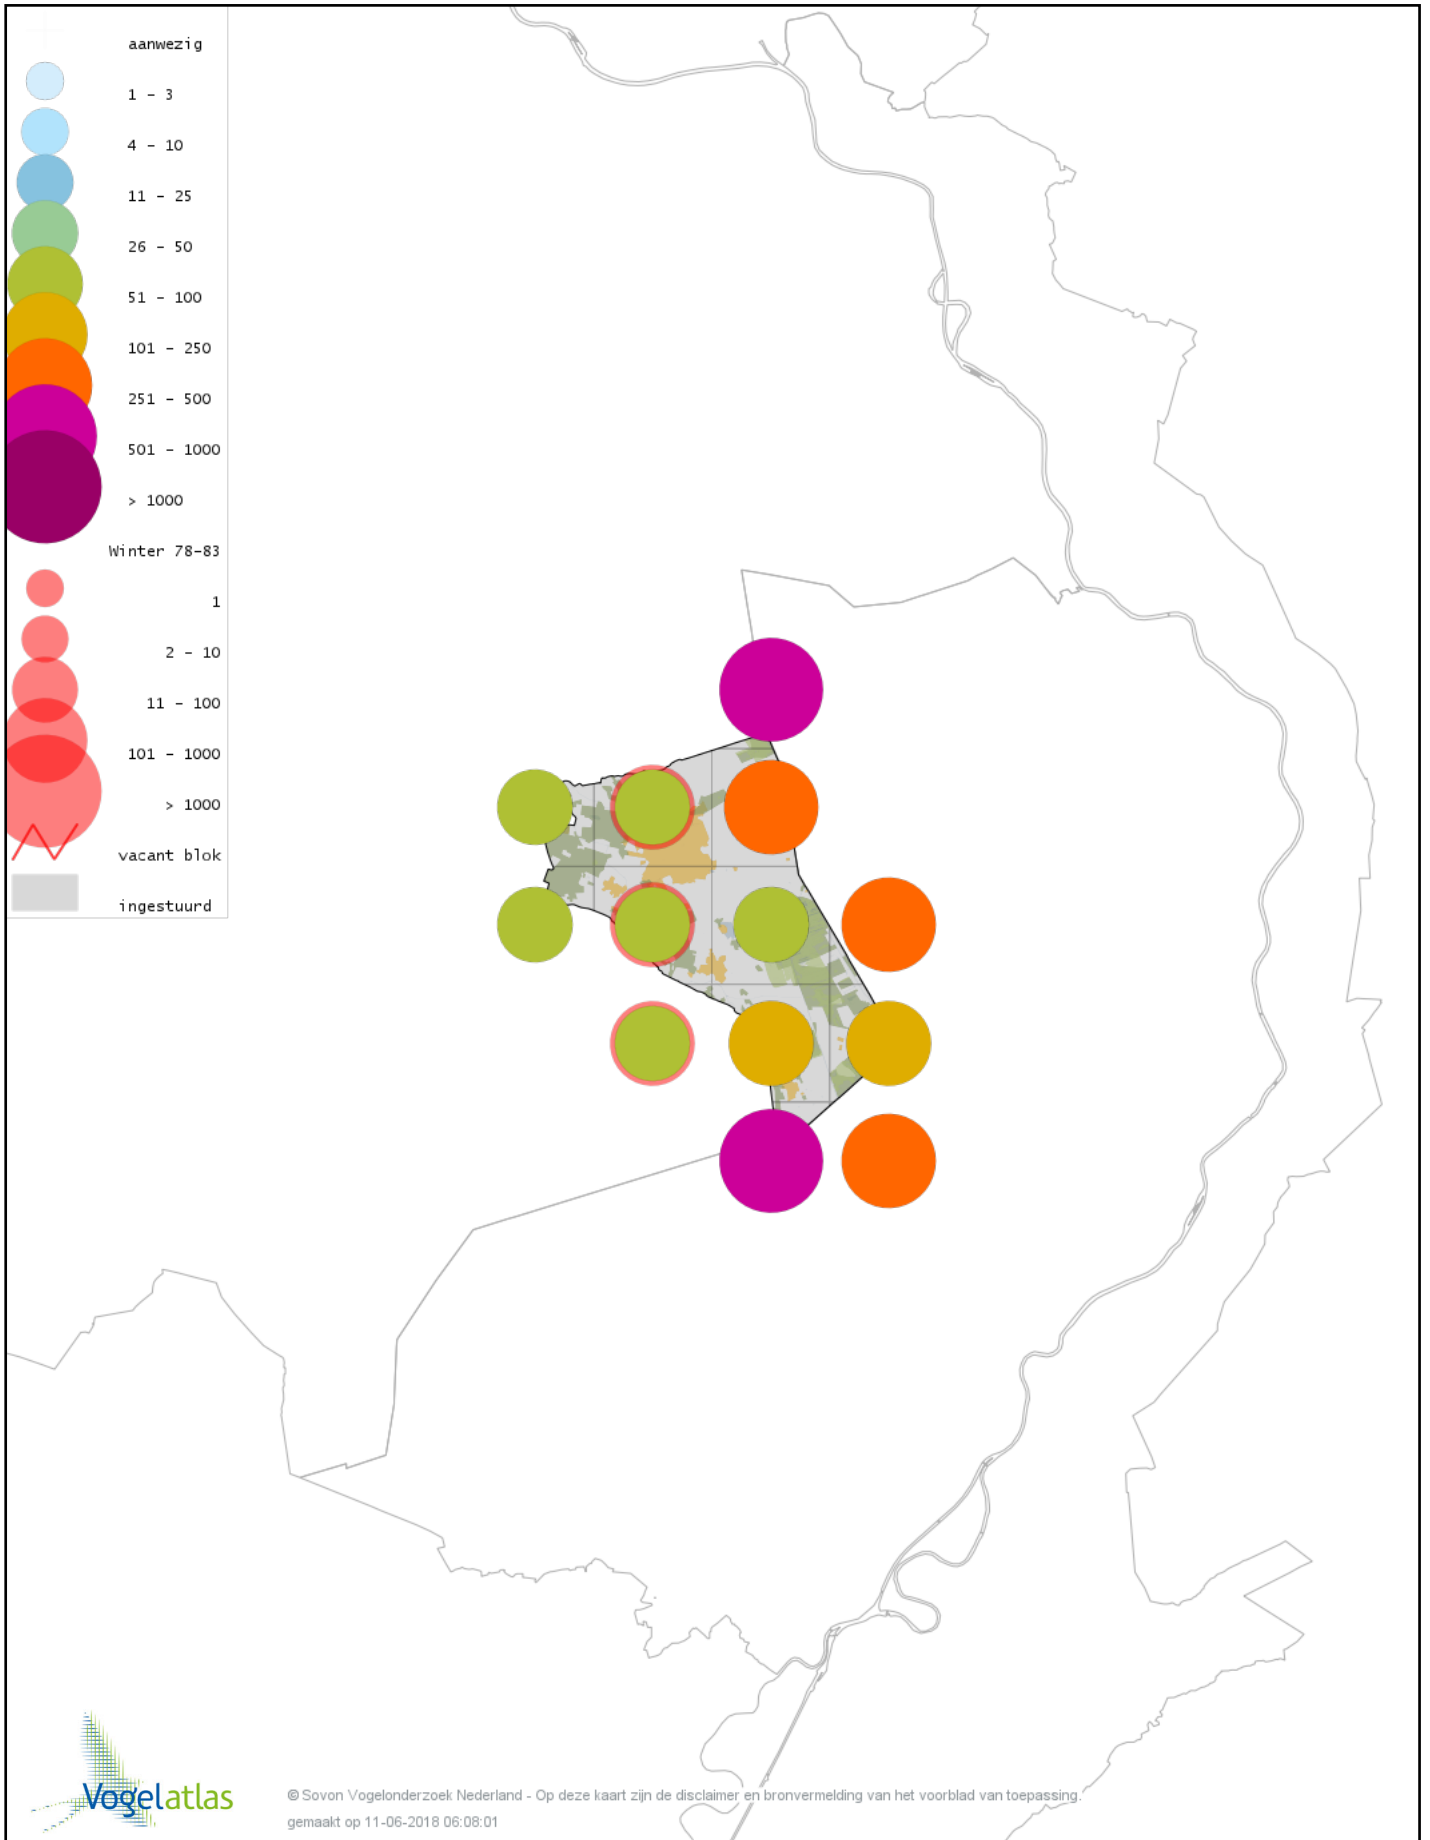 aanwezig
1 - 3
4 - 10
11 - 25
26 - 50
51 - 100
101 - 250
251 - 500
501 - 1000
> 1000
Winter 78-83
1
2 - 10
11 - 100
101 - 1000
> 1000
vacant blok
ingestuurd
Vogelatlas
© Sovon Vogelonderzoek Nederland - Op deze kaart zijn de disclaimer en bronvermelding van het voorblad van toepassing.
gemaakt op 11-06-2018 06:08:01